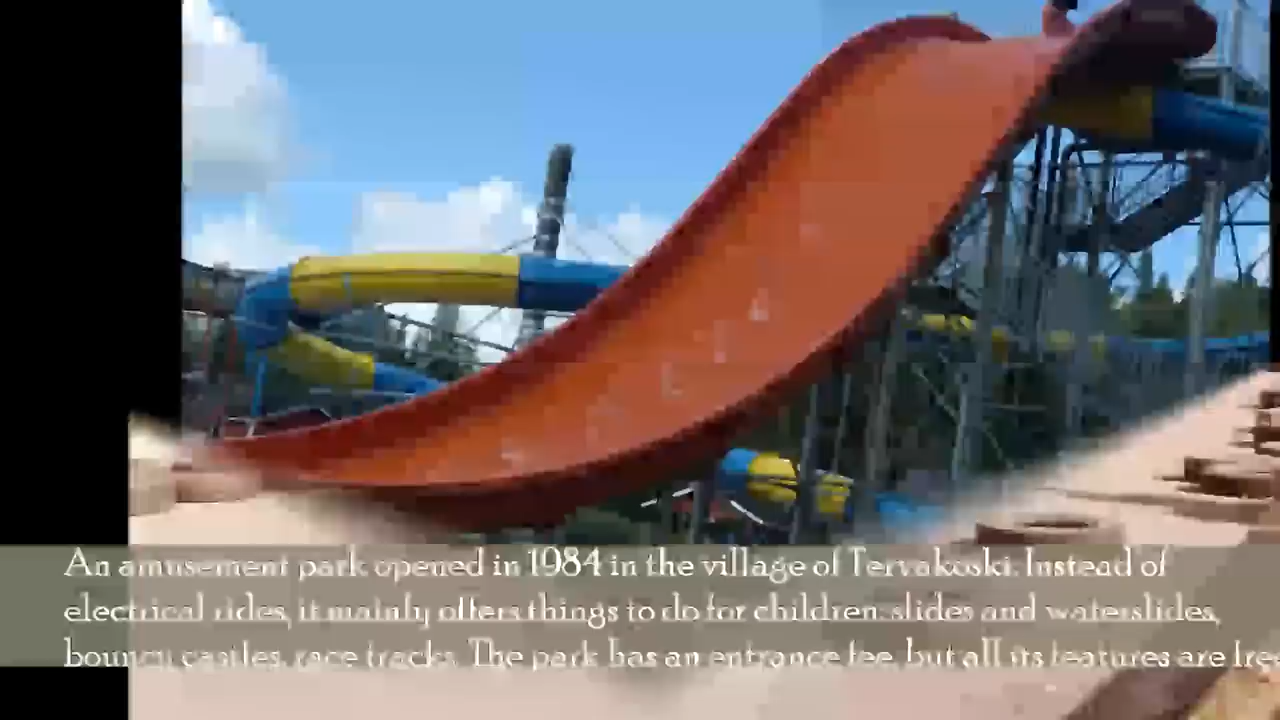 An amusement park opened in 1984 in the village of Tervakoski. Instead of
electrical rides, it mainly offers things to do for children: slides and waterslides,
bouncy castles, race tracks. The park has an entrance fee, but all its features are free